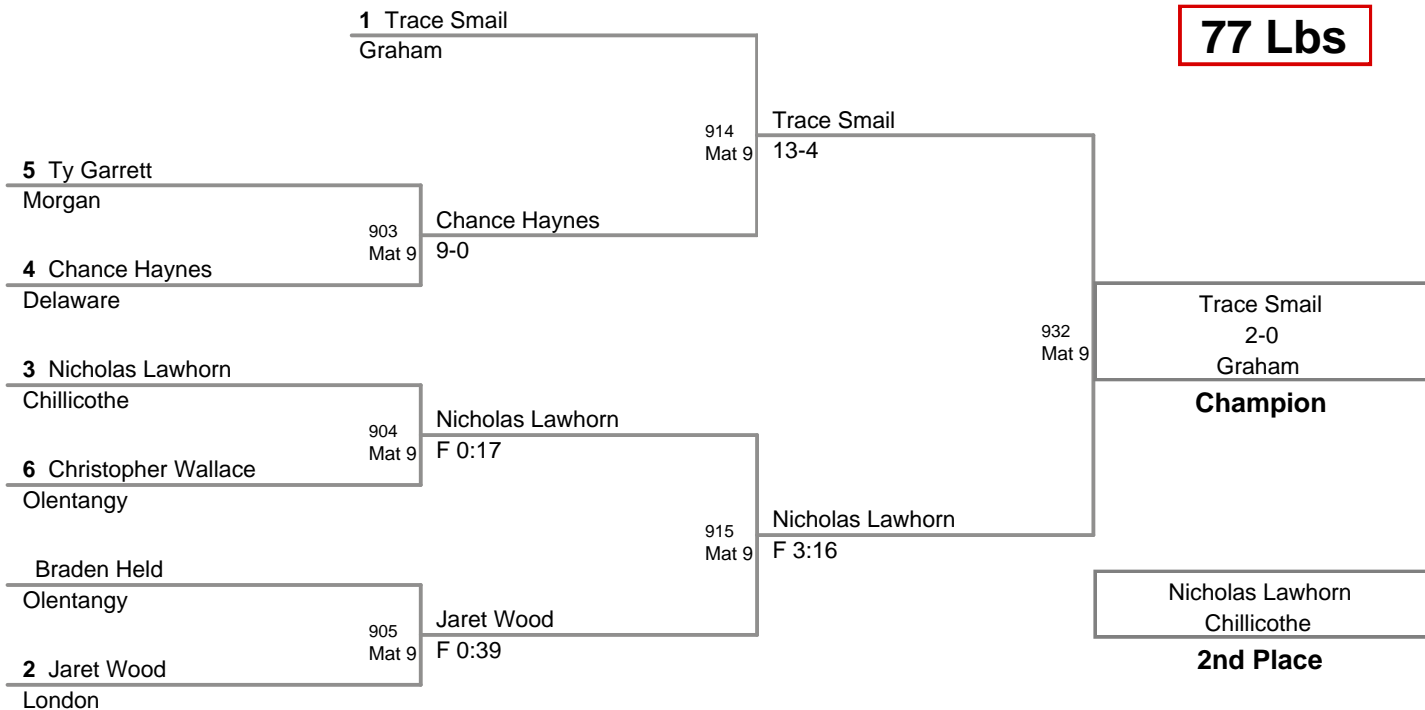 1 Trace Smail
Graham
77 Lbs
914
Mat 9
Trace Smail
13-4
5 Ty Garrett
Morgan
903
Mat 9
Chance Haynes
9-0
4 Chance Haynes
Delaware
932
Mat 9
Trace Smail
2-0
Graham
Champion
3 Nicholas Lawhorn
Chillicothe
904
Mat 9
Nicholas Lawhorn
F 0:17
6 Christopher Wallace
Olentangy
915
Mat 9
Nicholas Lawhorn
F 3:16
Braden Held
Olentangy
905
Mat 9
Jaret Wood
F 0:39
2 Jaret Wood
London
Nicholas Lawhorn
Chillicothe
2nd Place